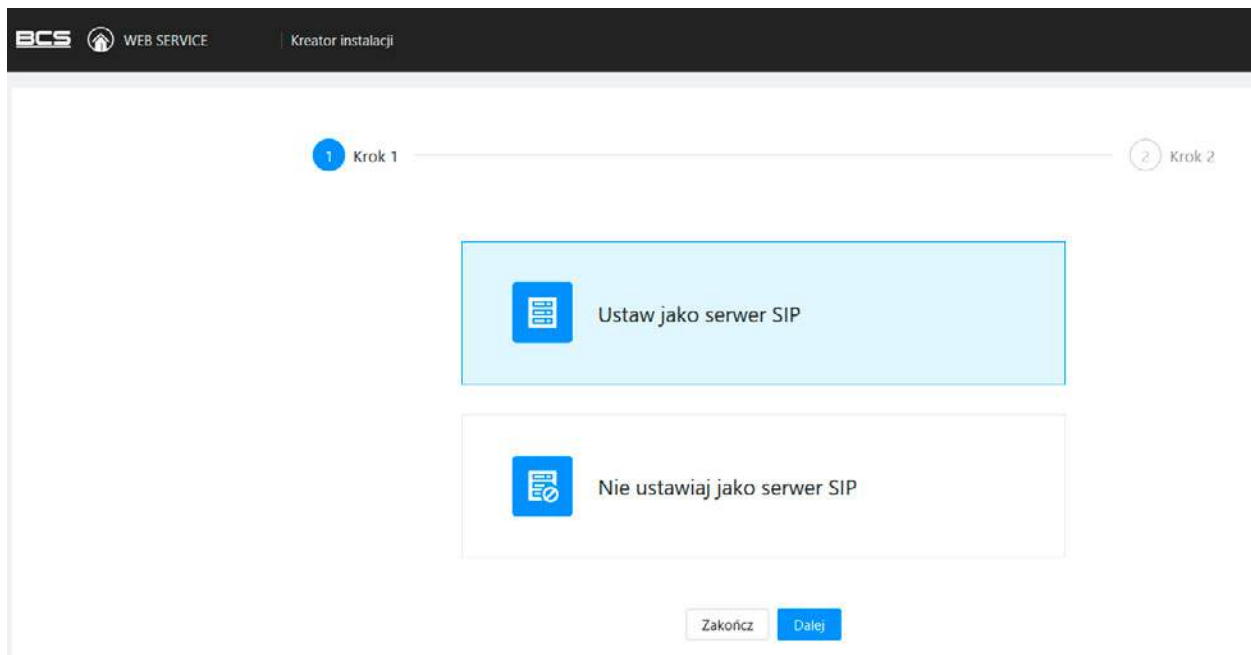 BCS WEB SERVICE Kreator instalacji
1 Krok 1 2 Krok 2
Ustaw jako serwer SIP
Nie ustawiaj jako serwer SIP
Zakończ Dalej